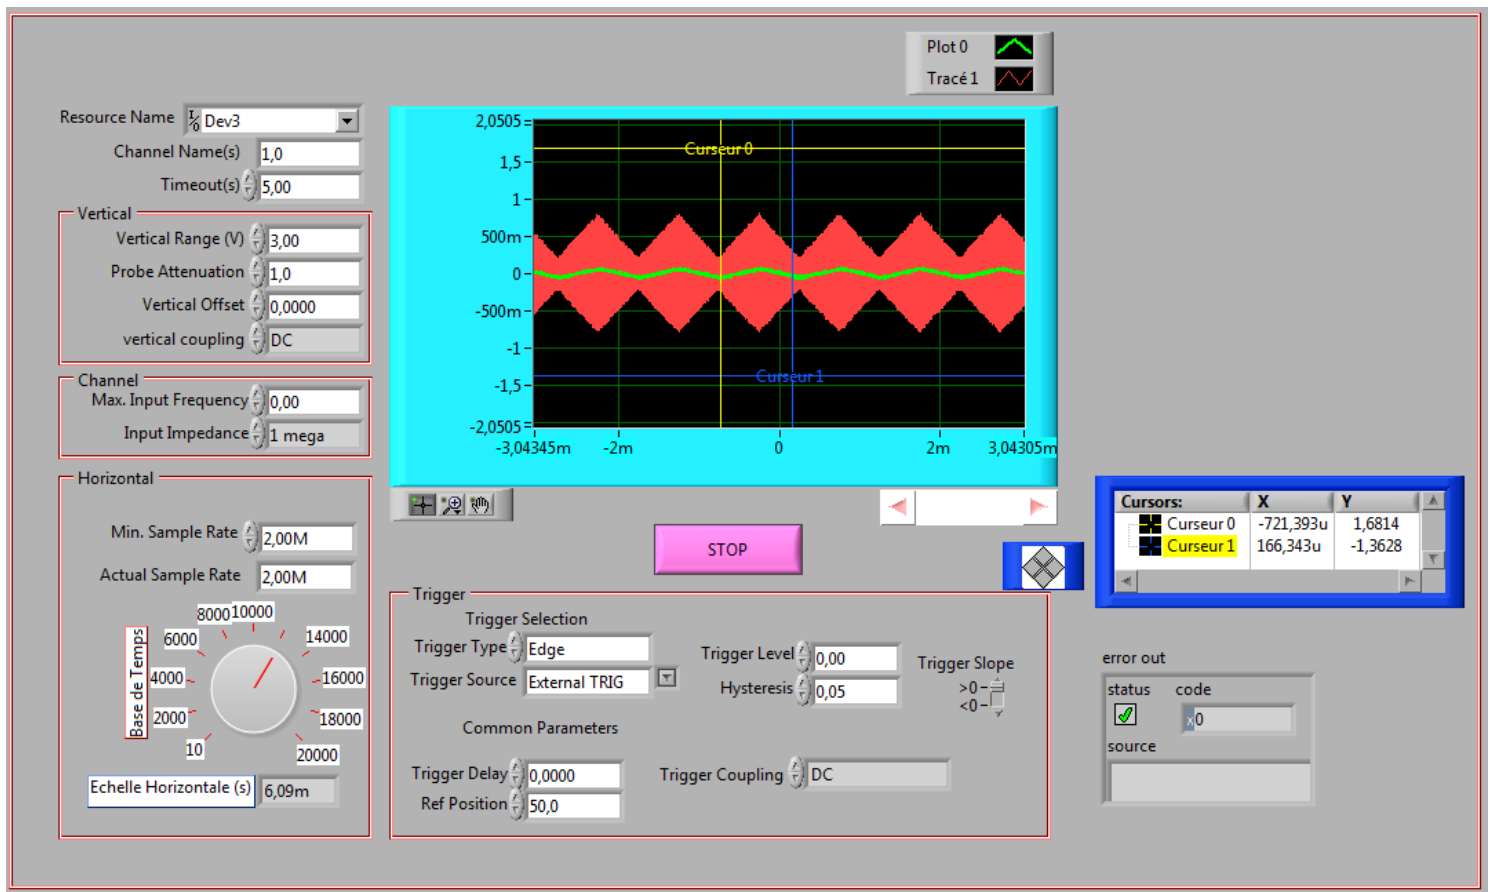 Plot 0
Tracé 1
Resource Name Dev3
Channel Name(s) 1,0
Timeout(s) 5,00
Vertical
Vertical Range (V) 3,00
Probe Attenuation 1,0
Vertical Offset 0,0000
vertical coupling DC
Channel
Max. Input Frequency 0,00
Input Impedance 1 mega
Horizontal
Min. Sample Rate 2,00M
Actual Sample Rate 2,00M
Base de Temps
10
2000
4000
6000
8000
10000
14000
16000
18000
20000
Echelle Horizontale (s) 6,09m
2,0505
1,5
1
500m
0
-500m
-1
-1,5
-2,0505
Curseur 0
Curseur 1
-3,04345m -2m 0 2m 3,04305m
STOP
Cursors: X Y
Curseur 0 -721,393u 1,6814
Curseur 1 166,343u -1,3628
Trigger
Trigger Selection
Trigger Type Edge
Trigger Source External TRIG
Trigger Level 0,00
Hysteresis 0,05
Trigger Slope
>0
<0
Common Parameters
Trigger Delay 0,0000
Ref Position 50,0
Trigger Coupling DC
error out
status code
x0
source